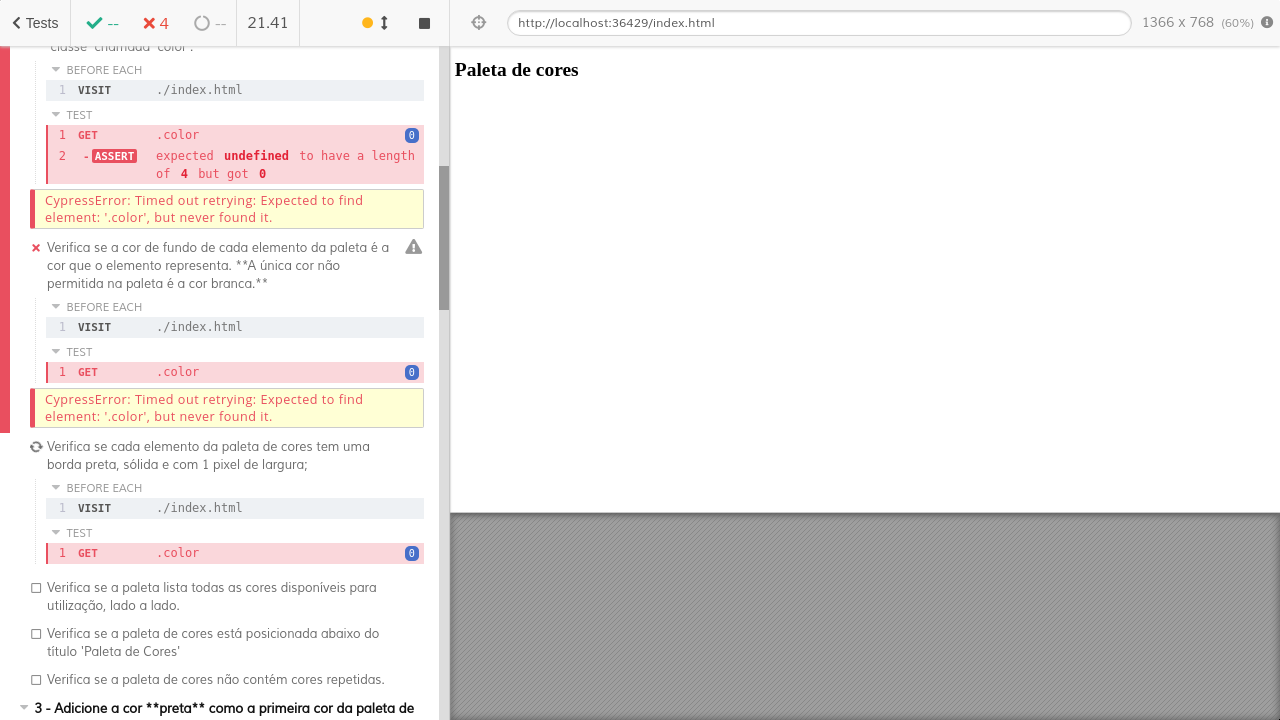 Tests
--
4
--
21.41
http://localhost:36429/index.html
1366 x 768 (60%)
classe chamada 'color'.
BEFORE EACH
1 VISIT ./index.html
TEST
1 GET .color 0
2 - ASSERT expected undefined to have a length
of 4 but got 0
CypressError: Timed out retrying: Expected to find
element: '.color', but never found it.
Verifica se a cor de fundo de cada elemento da paleta é a
cor que o elemento representa. **A única cor não
permitida na paleta é a cor branca.**
BEFORE EACH
1 VISIT ./index.html
TEST
1 GET .color 0
CypressError: Timed out retrying: Expected to find
element: '.color', but never found it.
Verifica se cada elemento da paleta de cores tem uma
borda preta, sólida e com 1 pixel de largura;
BEFORE EACH
1 VISIT ./index.html
TEST
1 GET .color 0
Verifica se a paleta lista todas as cores disponíveis para
utilização, lado a lado.
Verifica se a paleta de cores está posicionada abaixo do
título 'Paleta de Cores'
Verifica se a paleta de cores não contém cores repetidas.
3 - Adicione a cor **preta** como a primeira cor da paleta de
Paleta de cores